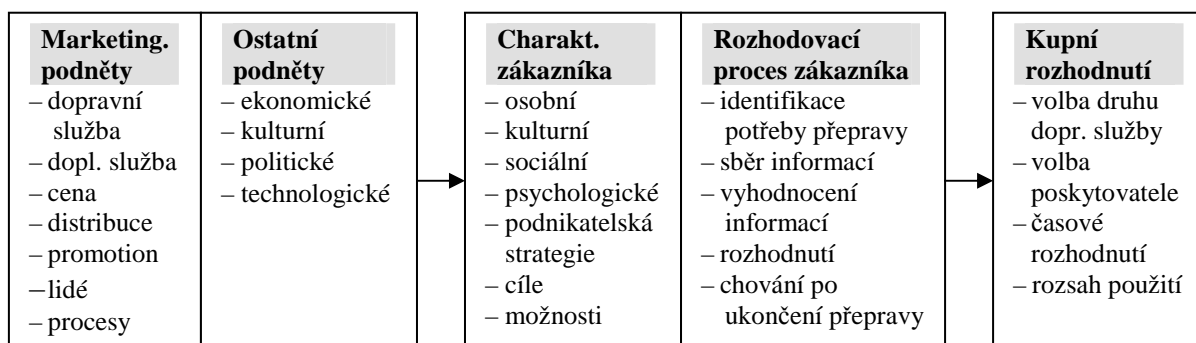 Marketing.
podněty
– dopravní
služba
– dopl. služba
– cena
– distribuce
– promotion
– lidé
– procesy
Ostatní
podněty
– ekonomické
– kulturní
– politické
– technologické
Charakt.
zákazníka
– osobní
– kulturní
– sociální
– psychologické
– podnikatelská
strategie
– cíle
– možnosti
Rozhodovací
proces zákazníka
– identifikace
potřeby přepravy
– sběr informací
– vyhodnocení
informací
– rozhodnutí
– chování po
ukončení přepravy
Kupní
rozhodnutí
– volba druhu
dopr. služby
– volba
poskytovatele
– časové
rozhodnutí
– rozsah použití